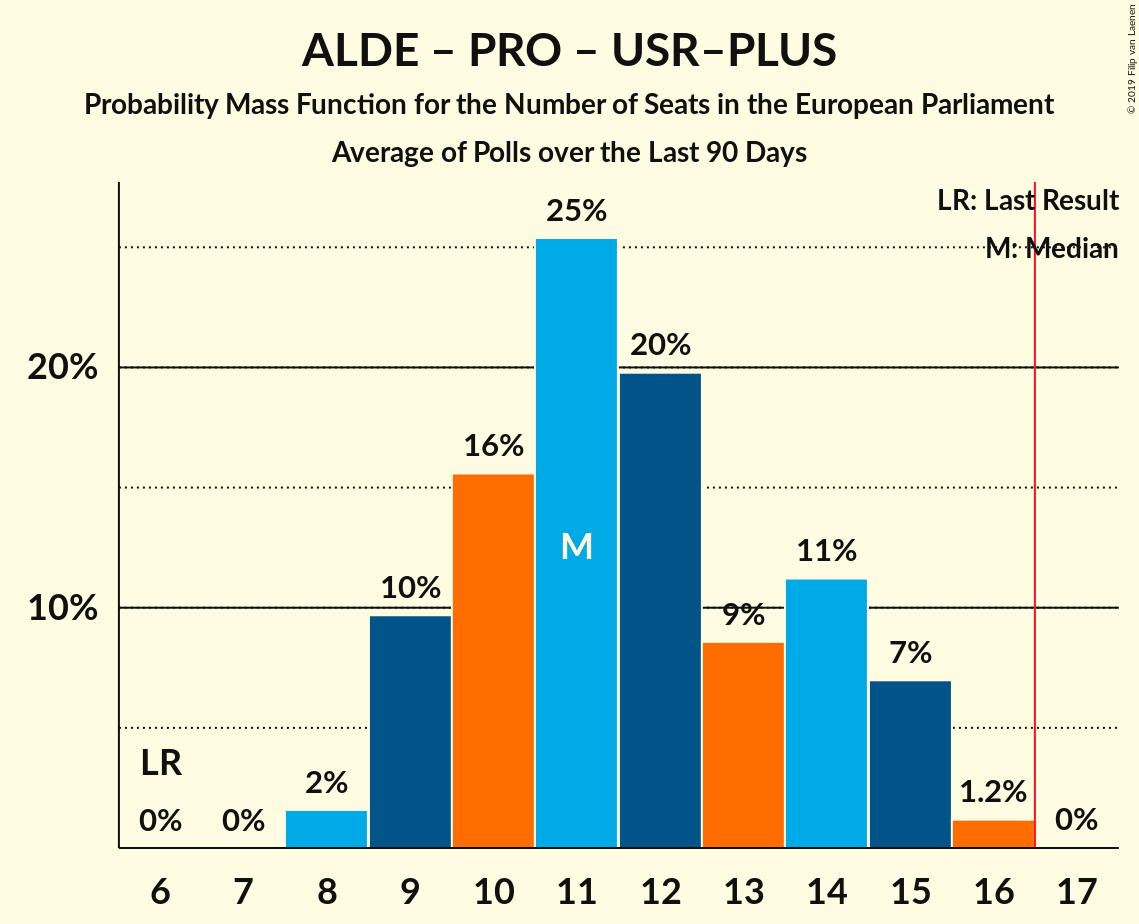 ALDE – PRO – USR–PLUS
Probability Mass Function for the Number of Seats in the European Parliament
Average of Polls over the Last 90 Days
© 2019 Filip van Laenen
LR: Last Result
M: Median
25%
20%
20%
16%
M
11%
10%
10%
9%
7%
LR
2%
1.2%
0%
0%
0%
6 7 8 9 10 11 12 13 14 15 16 17